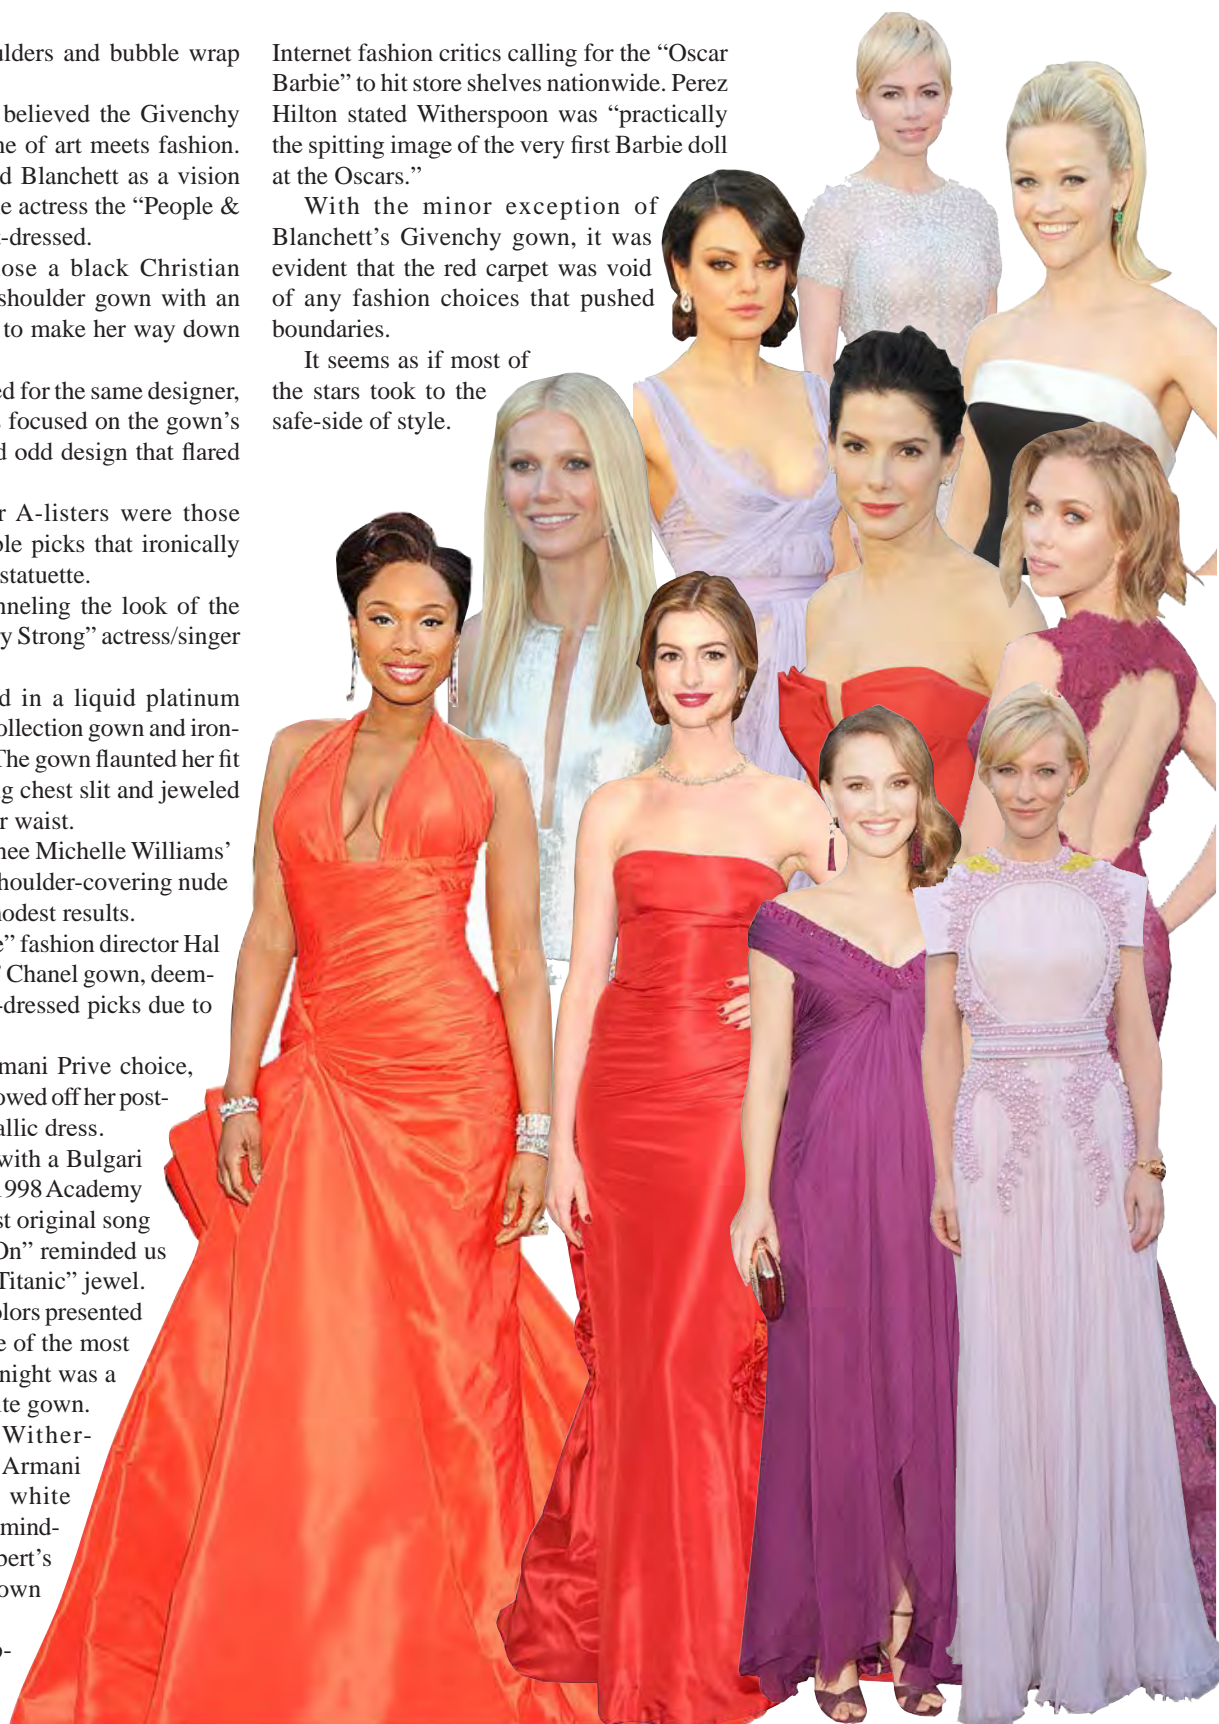 ulders and bubble wrap
believed the Givenchy
ne of art meets fashion.
d Blanchett as a vision
e actress the “People &
t-dressed.
ose a black Christian
shoulder gown with an
to make her way down
ed for the same designer,
focused on the gown’s
d odd design that flared
r A-listers were those
ble picks that ironically
statuette.
nneling the look of the
y Strong” actress/singer
d in a liquid platinum
ollection gown and iron-
The gown flaunted her fit
ng chest slit and jeweled
r waist.
nee Michelle Williams’
shoulder-covering nude
modest results.
e” fashion director Hal
Chanel gown, deem-
-dressed picks due to
mani Prive choice,
owed off her post-
allic dress.
with a Bulgari
1998 Academy
st original song
On” reminded us
Titanic” jewel.
olors presented
e of the most
night was a
ite gown.
Wither-
Armani
white
mind-
bert’s
own
o-
Internet fashion critics calling for the “Oscar
Barbie” to hit store shelves nationwide. Perez
Hilton stated Witherspoon was “practically
the spitting image of the very first Barbie doll
at the Oscars.”
With the minor exception of
Blanchett’s Givenchy gown, it was
evident that the red carpet was void
of any fashion choices that pushed
boundaries.
It seems as if most of
the stars took to the
safe-side of style.